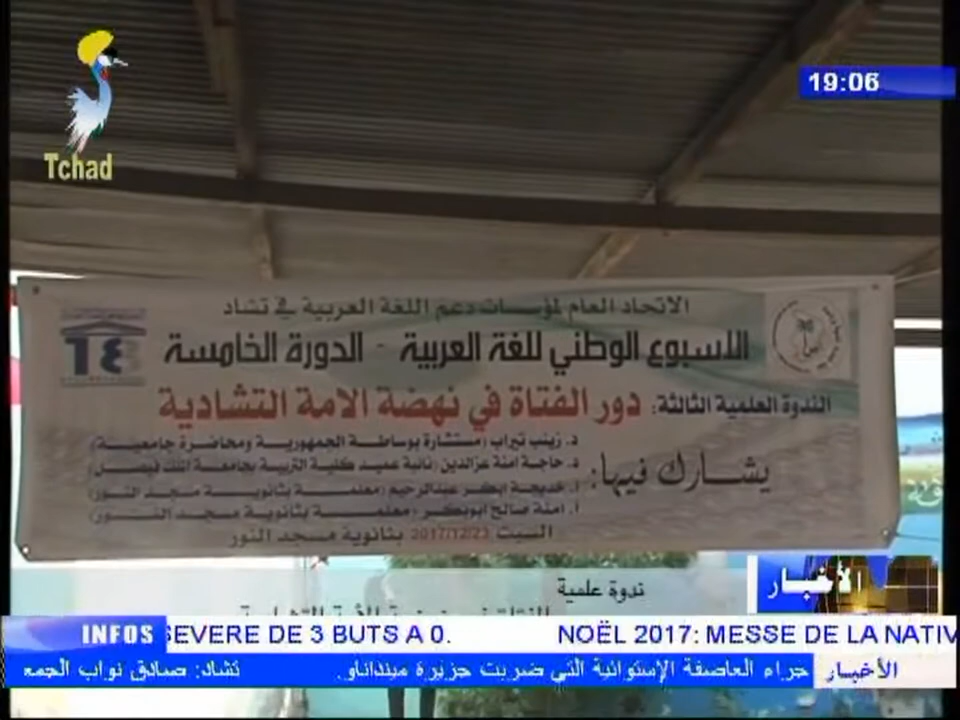 Tchad
19:06
الاتحاد العام لمؤسسات دعم اللغة العربية في تشاد
الاسبوع الوطني للغة العربية - الدورة الخامسة
الندوة العلمية الثالثة: دور الفتاة في نهضة الامة التشادية
يشارك فيها:
د. زينب تيراب (مستشارة بوساطة الجمهورية ومحاضرة جامعية)
د. حاجة امنة عزالدين (نائبة عميد كلية التربية بجامعة الملك فيصل)
ا. خديجة ابكر عبدالرحيم (معلمة بثانوية مسجد النور)
ا. امنة صالح ابوبكر (معلمة بثانوية مسجد النور)
السبت 2017/12/23 بثانوية مسجد النور
ندوة علمية
الأخبار
INFOS SEVERE DE 3 BUTS A 0. NOËL 2017: MESSE DE LA NATIV
الأخبار جراء العاصفة الإستوائية التي ضربت جزيرة مينداناو. تشاد: صادق نواب الجمع